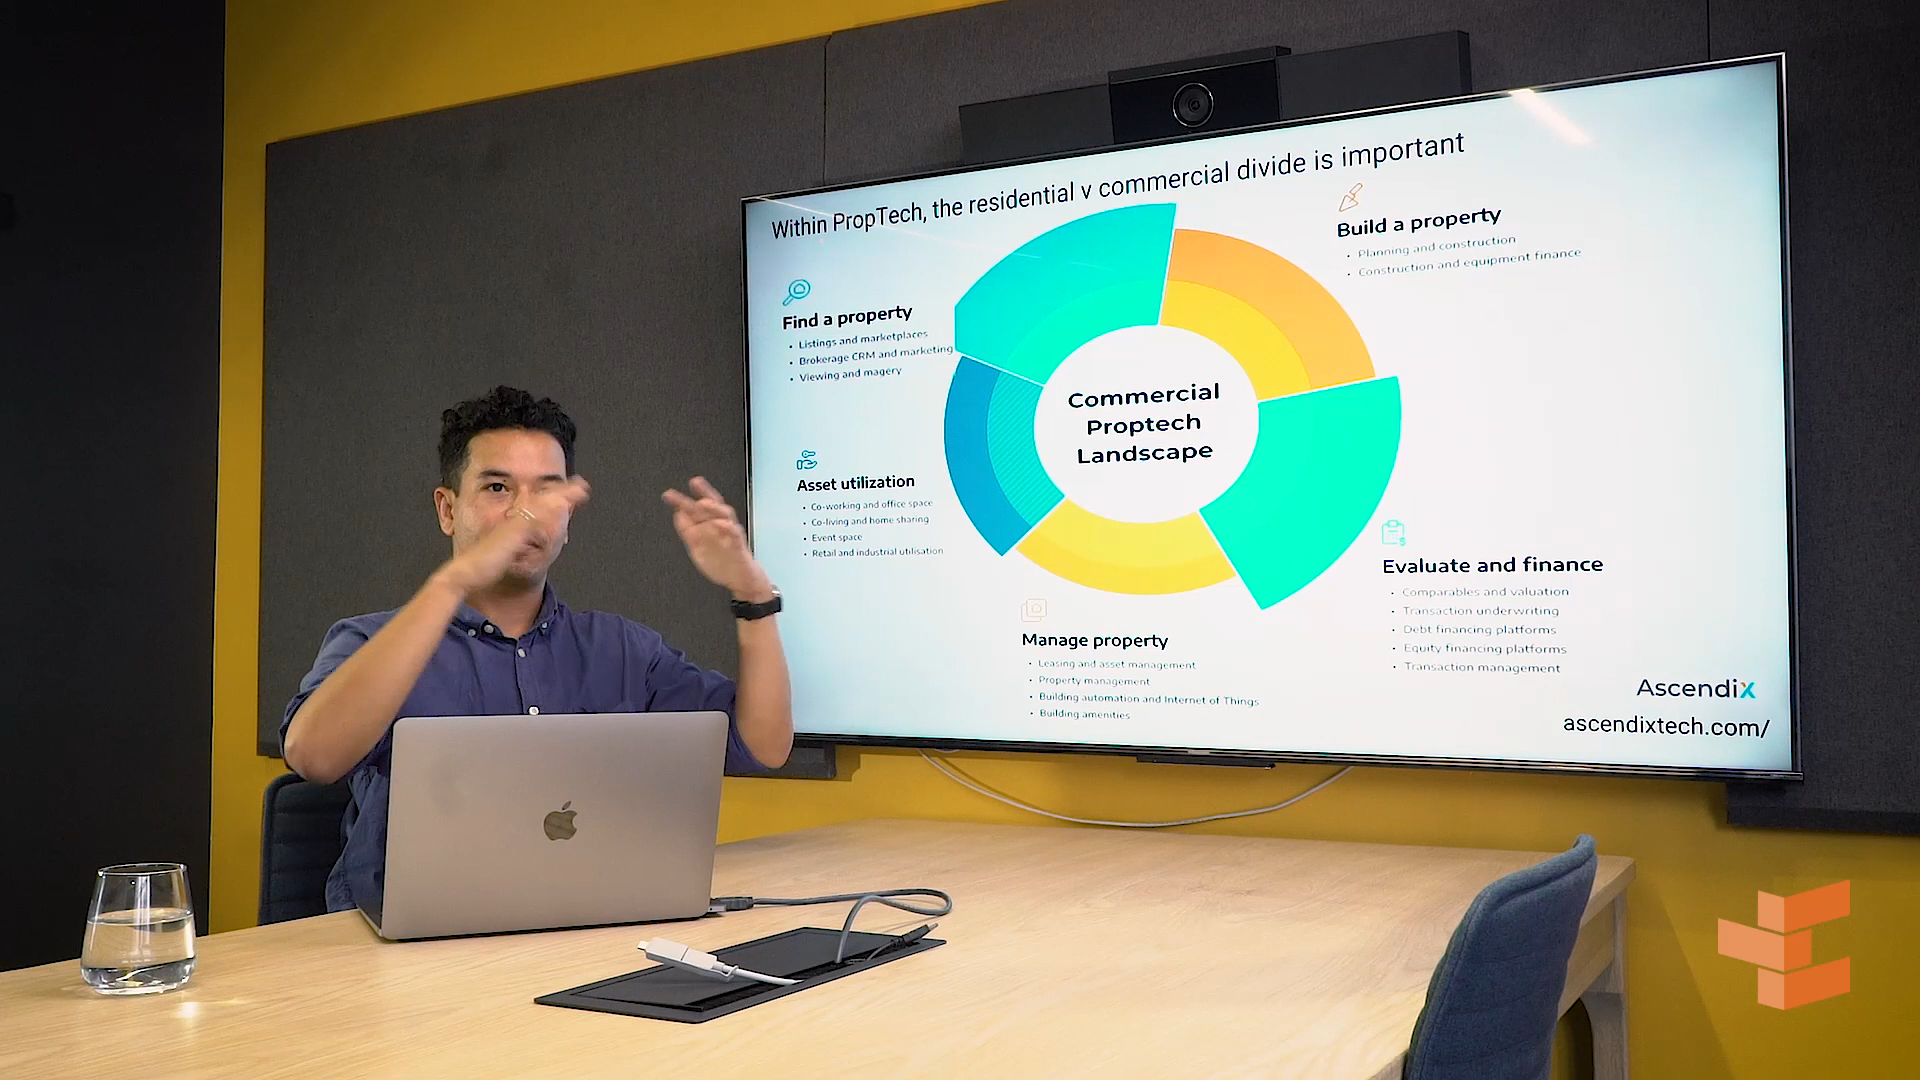 Within PropTech, the residential v commercial divide is important
Find a property
• Listings and marketplaces
• Brokerage CRM and marketing
• Viewing and magery
Asset utilization
• Co-working and office space
• Co-living and home sharing
• Event space
• Retail and industrial utilisation
Commercial
Proptech
Landscape
Build a property
• Planning and construction
• Construction and equipment finance
Evaluate and finance
• Comparables and valuation
• Transaction underwriting
• Debt financing platforms
• Equity financing platforms
• Transaction management
Manage property
• Leasing and asset management
• Property management
• Building automation and Internet of Things
• Building amenities
Ascendix
ascendixtech.com/